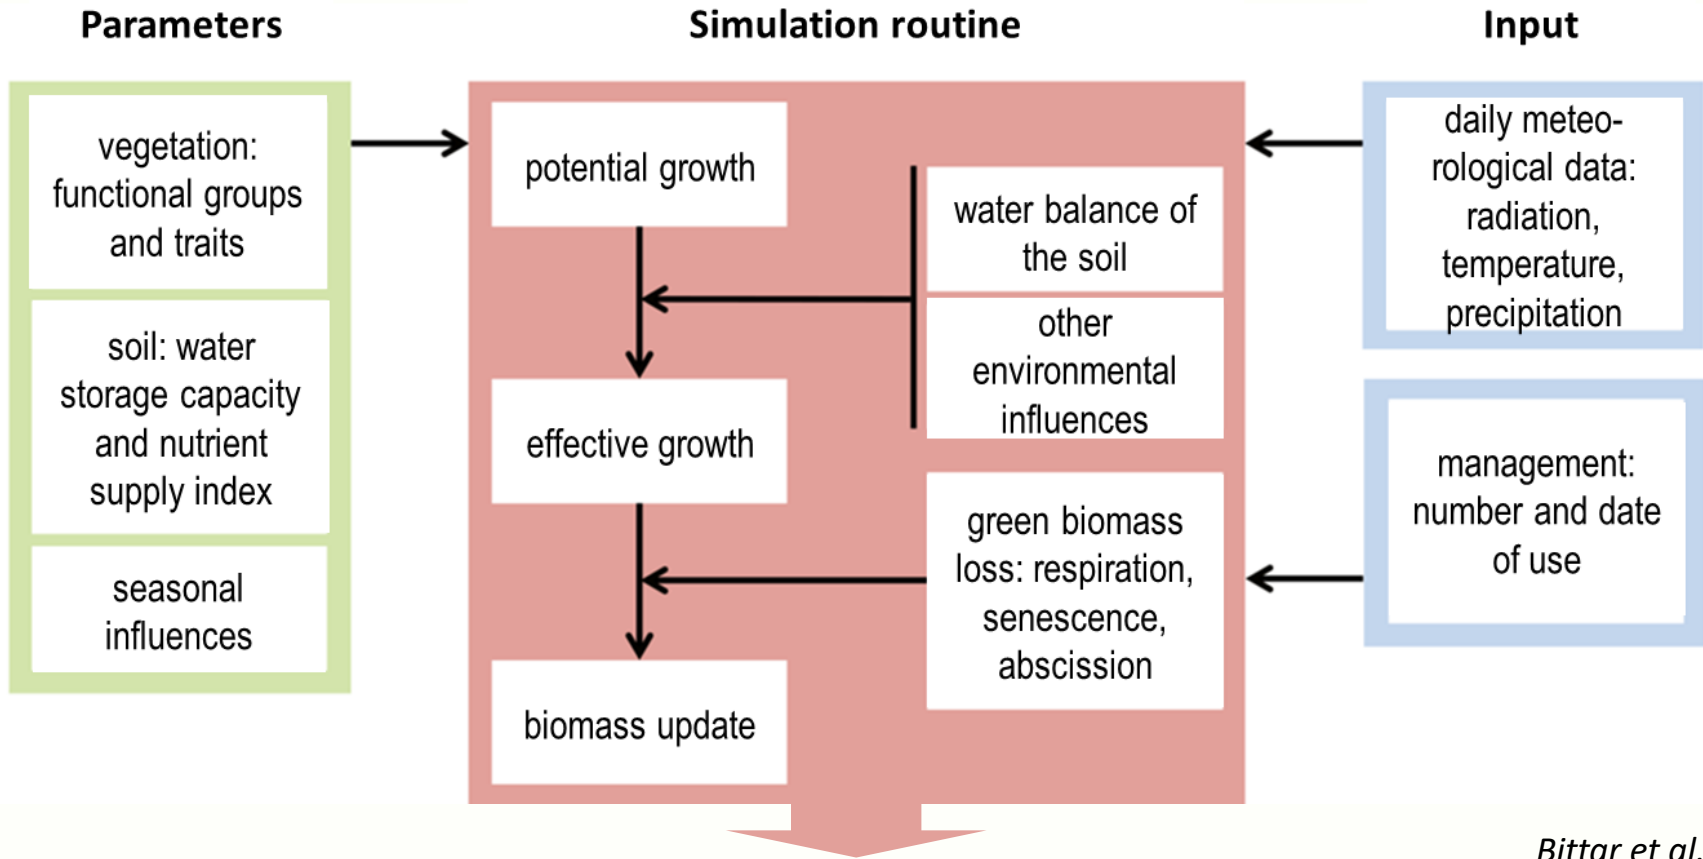 Parameters
vegetation:
functional groups
and traits
soil: water
storage capacity
and nutrient
supply index
seasonal
influences
Simulation routine
potential growth
effective growth
biomass update
water balance of
the soil
other
environmental
influences
green biomass
loss: respiration,
senescence,
abscission
Input
daily meteo-
rological data:
radiation,
temperature,
precipitation
management:
number and date
of use
Bittar et al.